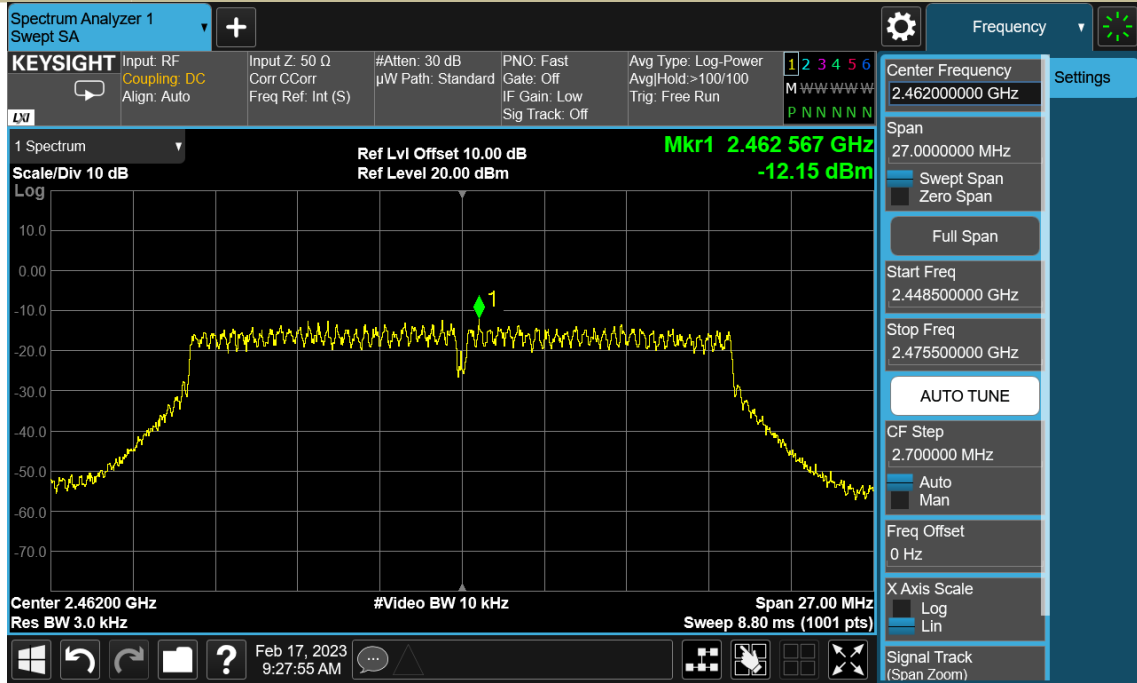 Spectrum Analyzer 1
Swept SA
Frequency
KEYSIGHT
LXI
Input: RF
Coupling: DC
Align: Auto
Input Z: 50 Ω
Corr CCorr
Freq Ref: Int (S)
#Atten: 30 dB
µW Path: Standard
PNO: Fast
Gate: Off
IF Gain: Low
Sig Track: Off
Avg Type: Log-Power
Avg|Hold:>100/100
Trig: Free Run
1 2 3 4 5 6
M W W W W W
P N N N N N
1 Spectrum
Scale/Div 10 dB
Ref Lvl Offset 10.00 dB
Ref Level 20.00 dBm
Mkr1 2.462 567 GHz
-12.15 dBm
Log
10.0
0.00
-10.0
-20.0
-30.0
-40.0
-50.0
-60.0
-70.0
1
Center 2.46200 GHz
#Video BW 10 kHz
Span 27.00 MHz
Res BW 3.0 kHz
Sweep 8.80 ms (1001 pts)
Feb 17, 2023
9:27:55 AM
Center Frequency
2.462000000 GHz
Span
27.0000000 MHz
Swept Span
Zero Span
Full Span
Start Freq
2.448500000 GHz
Stop Freq
2.475500000 GHz
AUTO TUNE
CF Step
2.700000 MHz
Auto
Man
Freq Offset
0 Hz
X Axis Scale
Log
Lin
Signal Track
(Span Zoom)
Settings